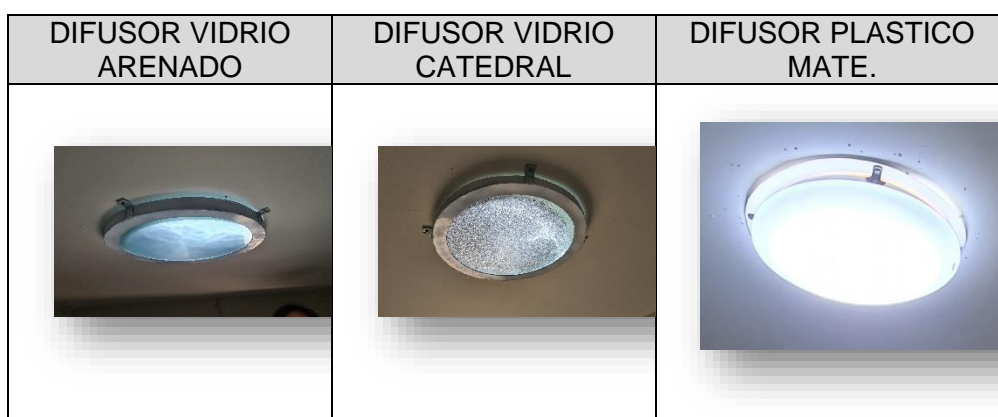 DIFUSOR VIDRIO
ARENADO
DIFUSOR VIDRIO
CATEDRAL
DIFUSOR PLASTICO
MATE.